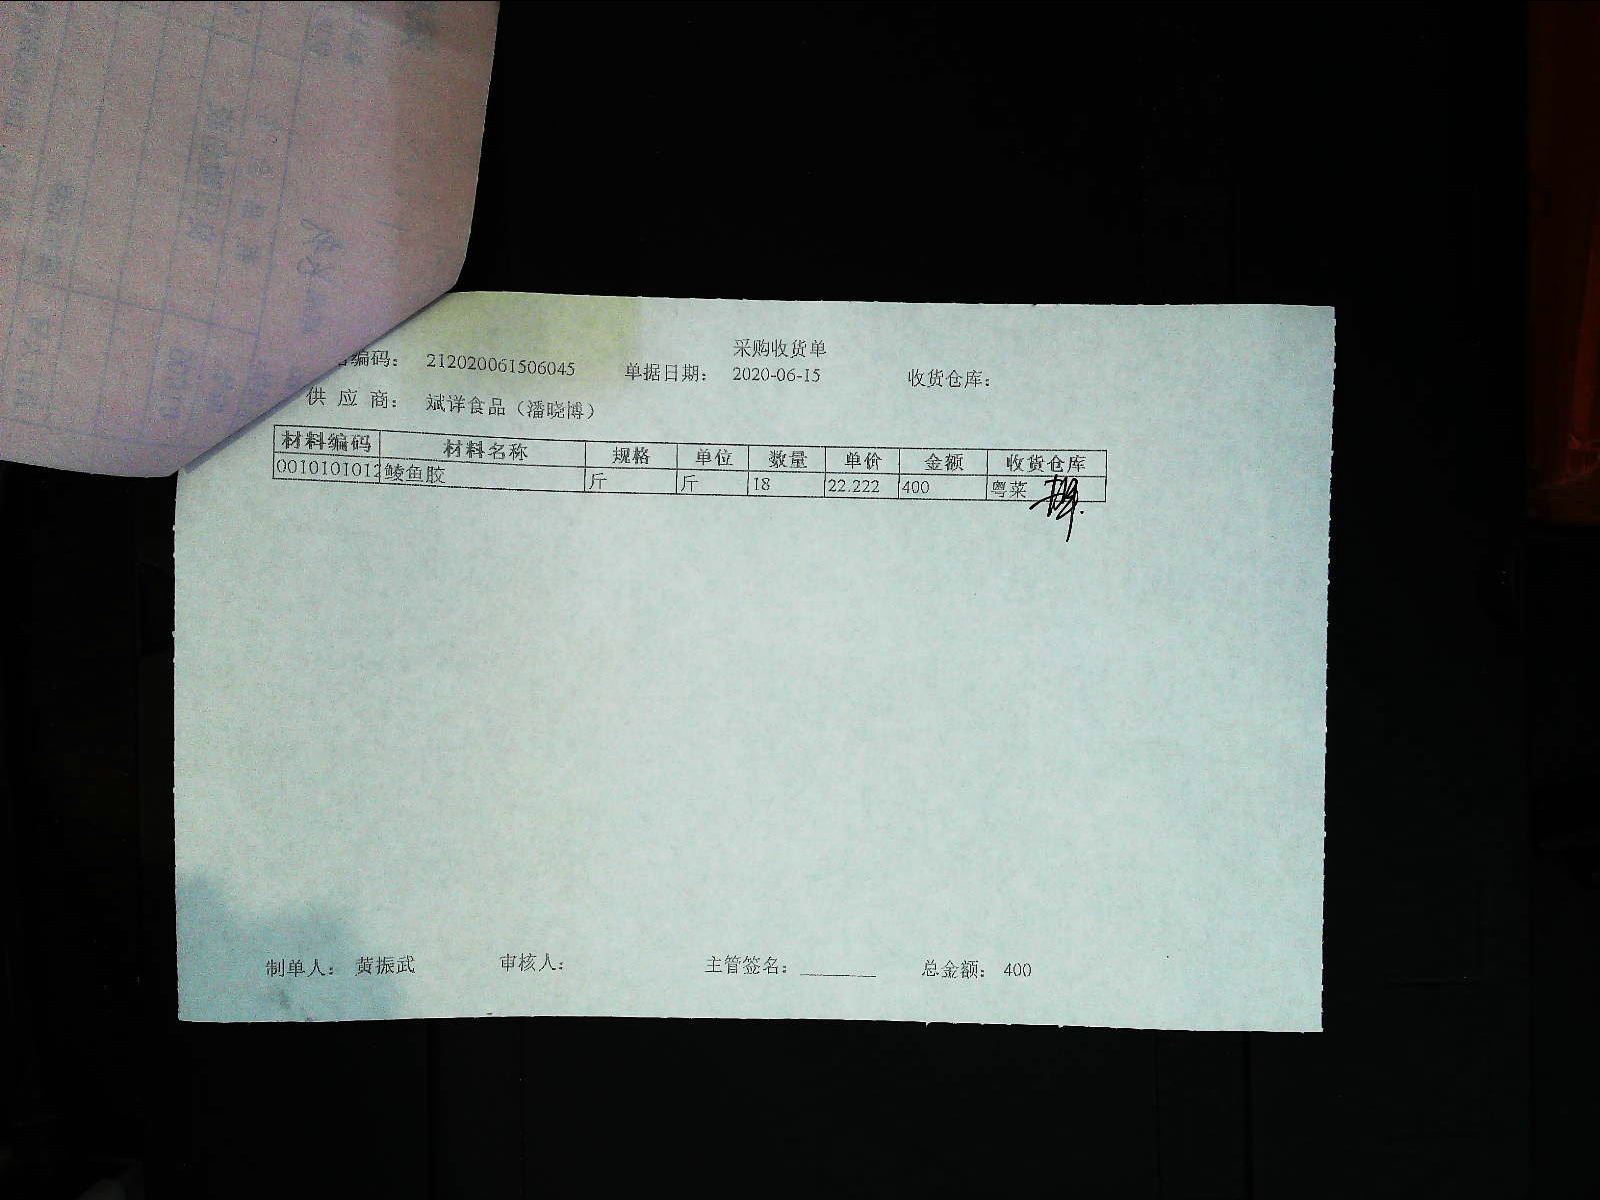 采购收货单
编码： 212020061506045 单据日期： 2020-06-15 收货仓库：
供 应 商： 斌详食品（潘晓博）
材料编码 材料名称 规格 单位 数量 单价 金额 收货仓库
0010101012 鲮鱼胶 斤 斤 18 22.222 400 粤菜
制单人： 黄振武 审核人： 主管签名： 总金额： 400